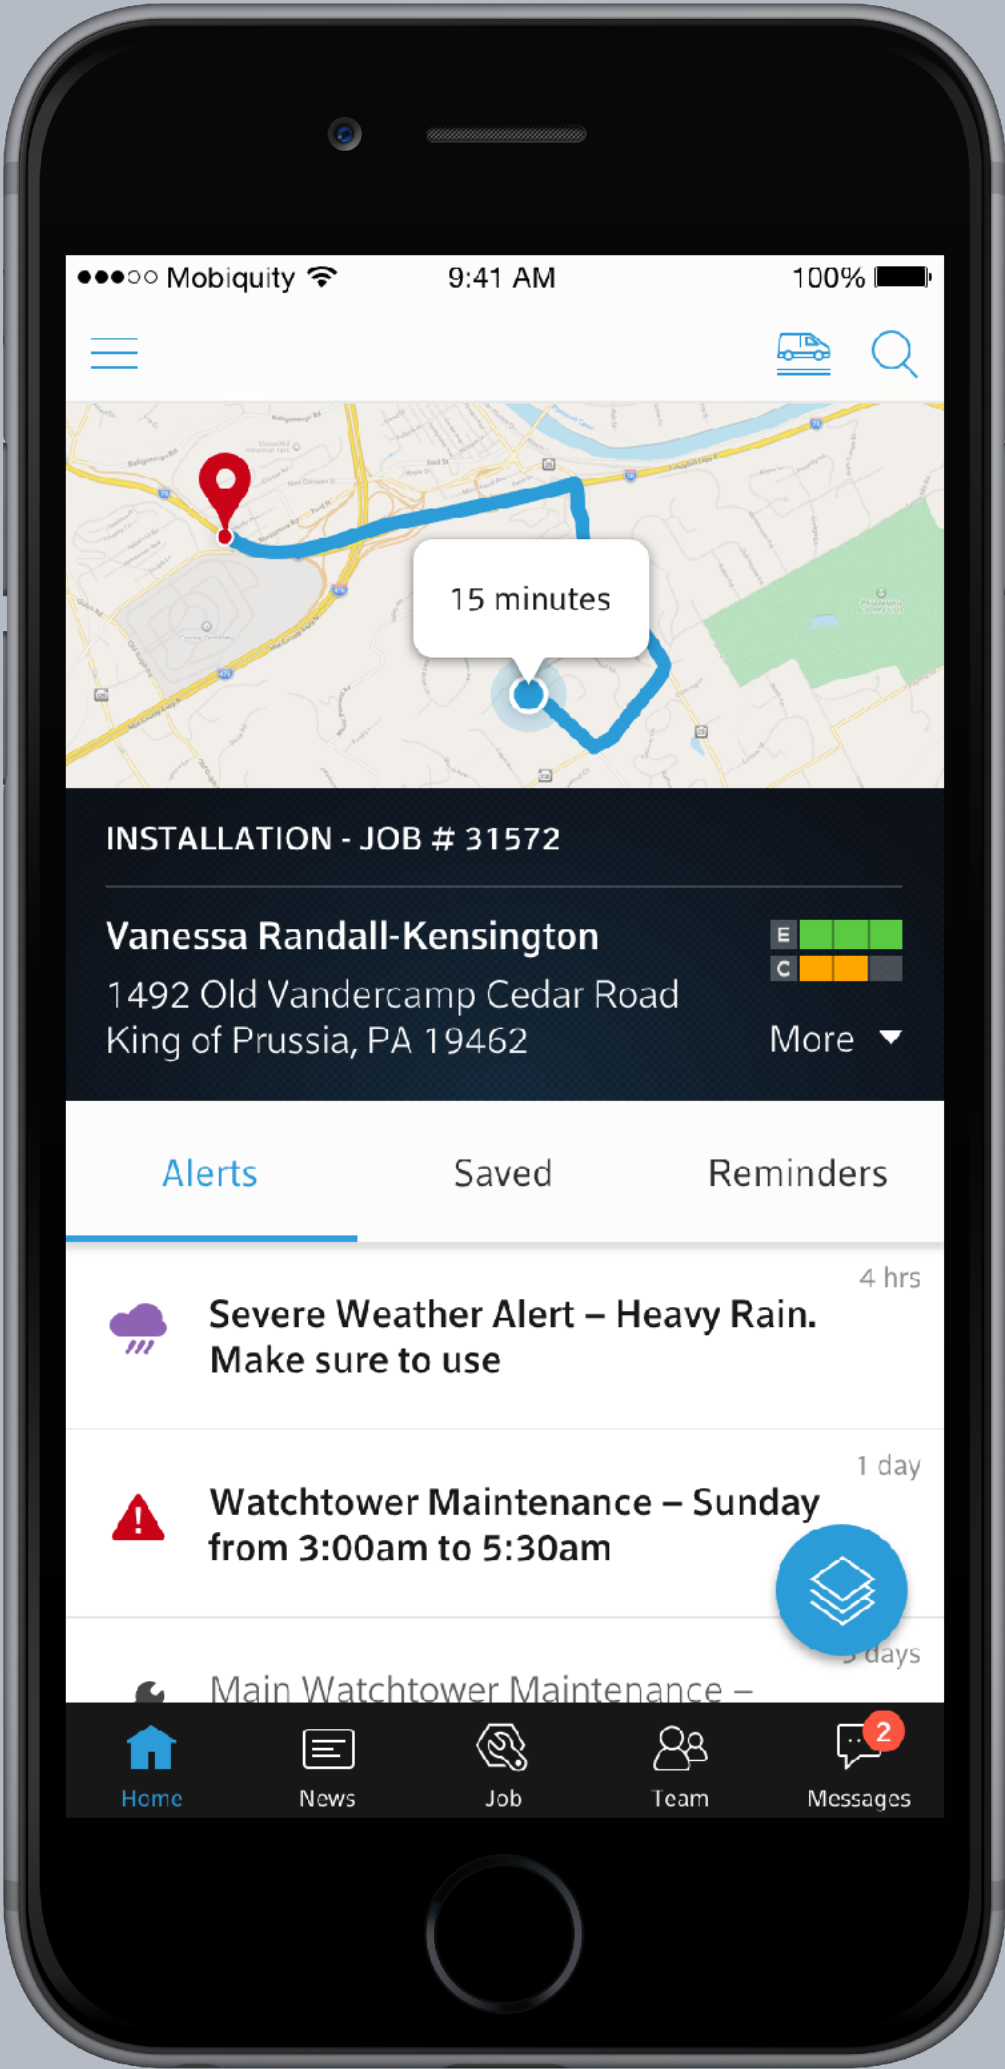 Mobiquity
9:41 AM
100%
15 minutes
INSTALLATION - JOB # 31572
Vanessa Randall-Kensington
E
1492 Old Vandercamp Cedar Road
C
King of Prussia, PA 19462
More
Alerts
Saved
Reminders
4 hrs
Severe Weather Alert – Heavy Rain.
Make sure to use
1 day
Watchtower Maintenance – Sunday
from 3:00am to 5:30am
days
Main Watchtower Maintenance –
2
Home
News
Job
Team
Messages